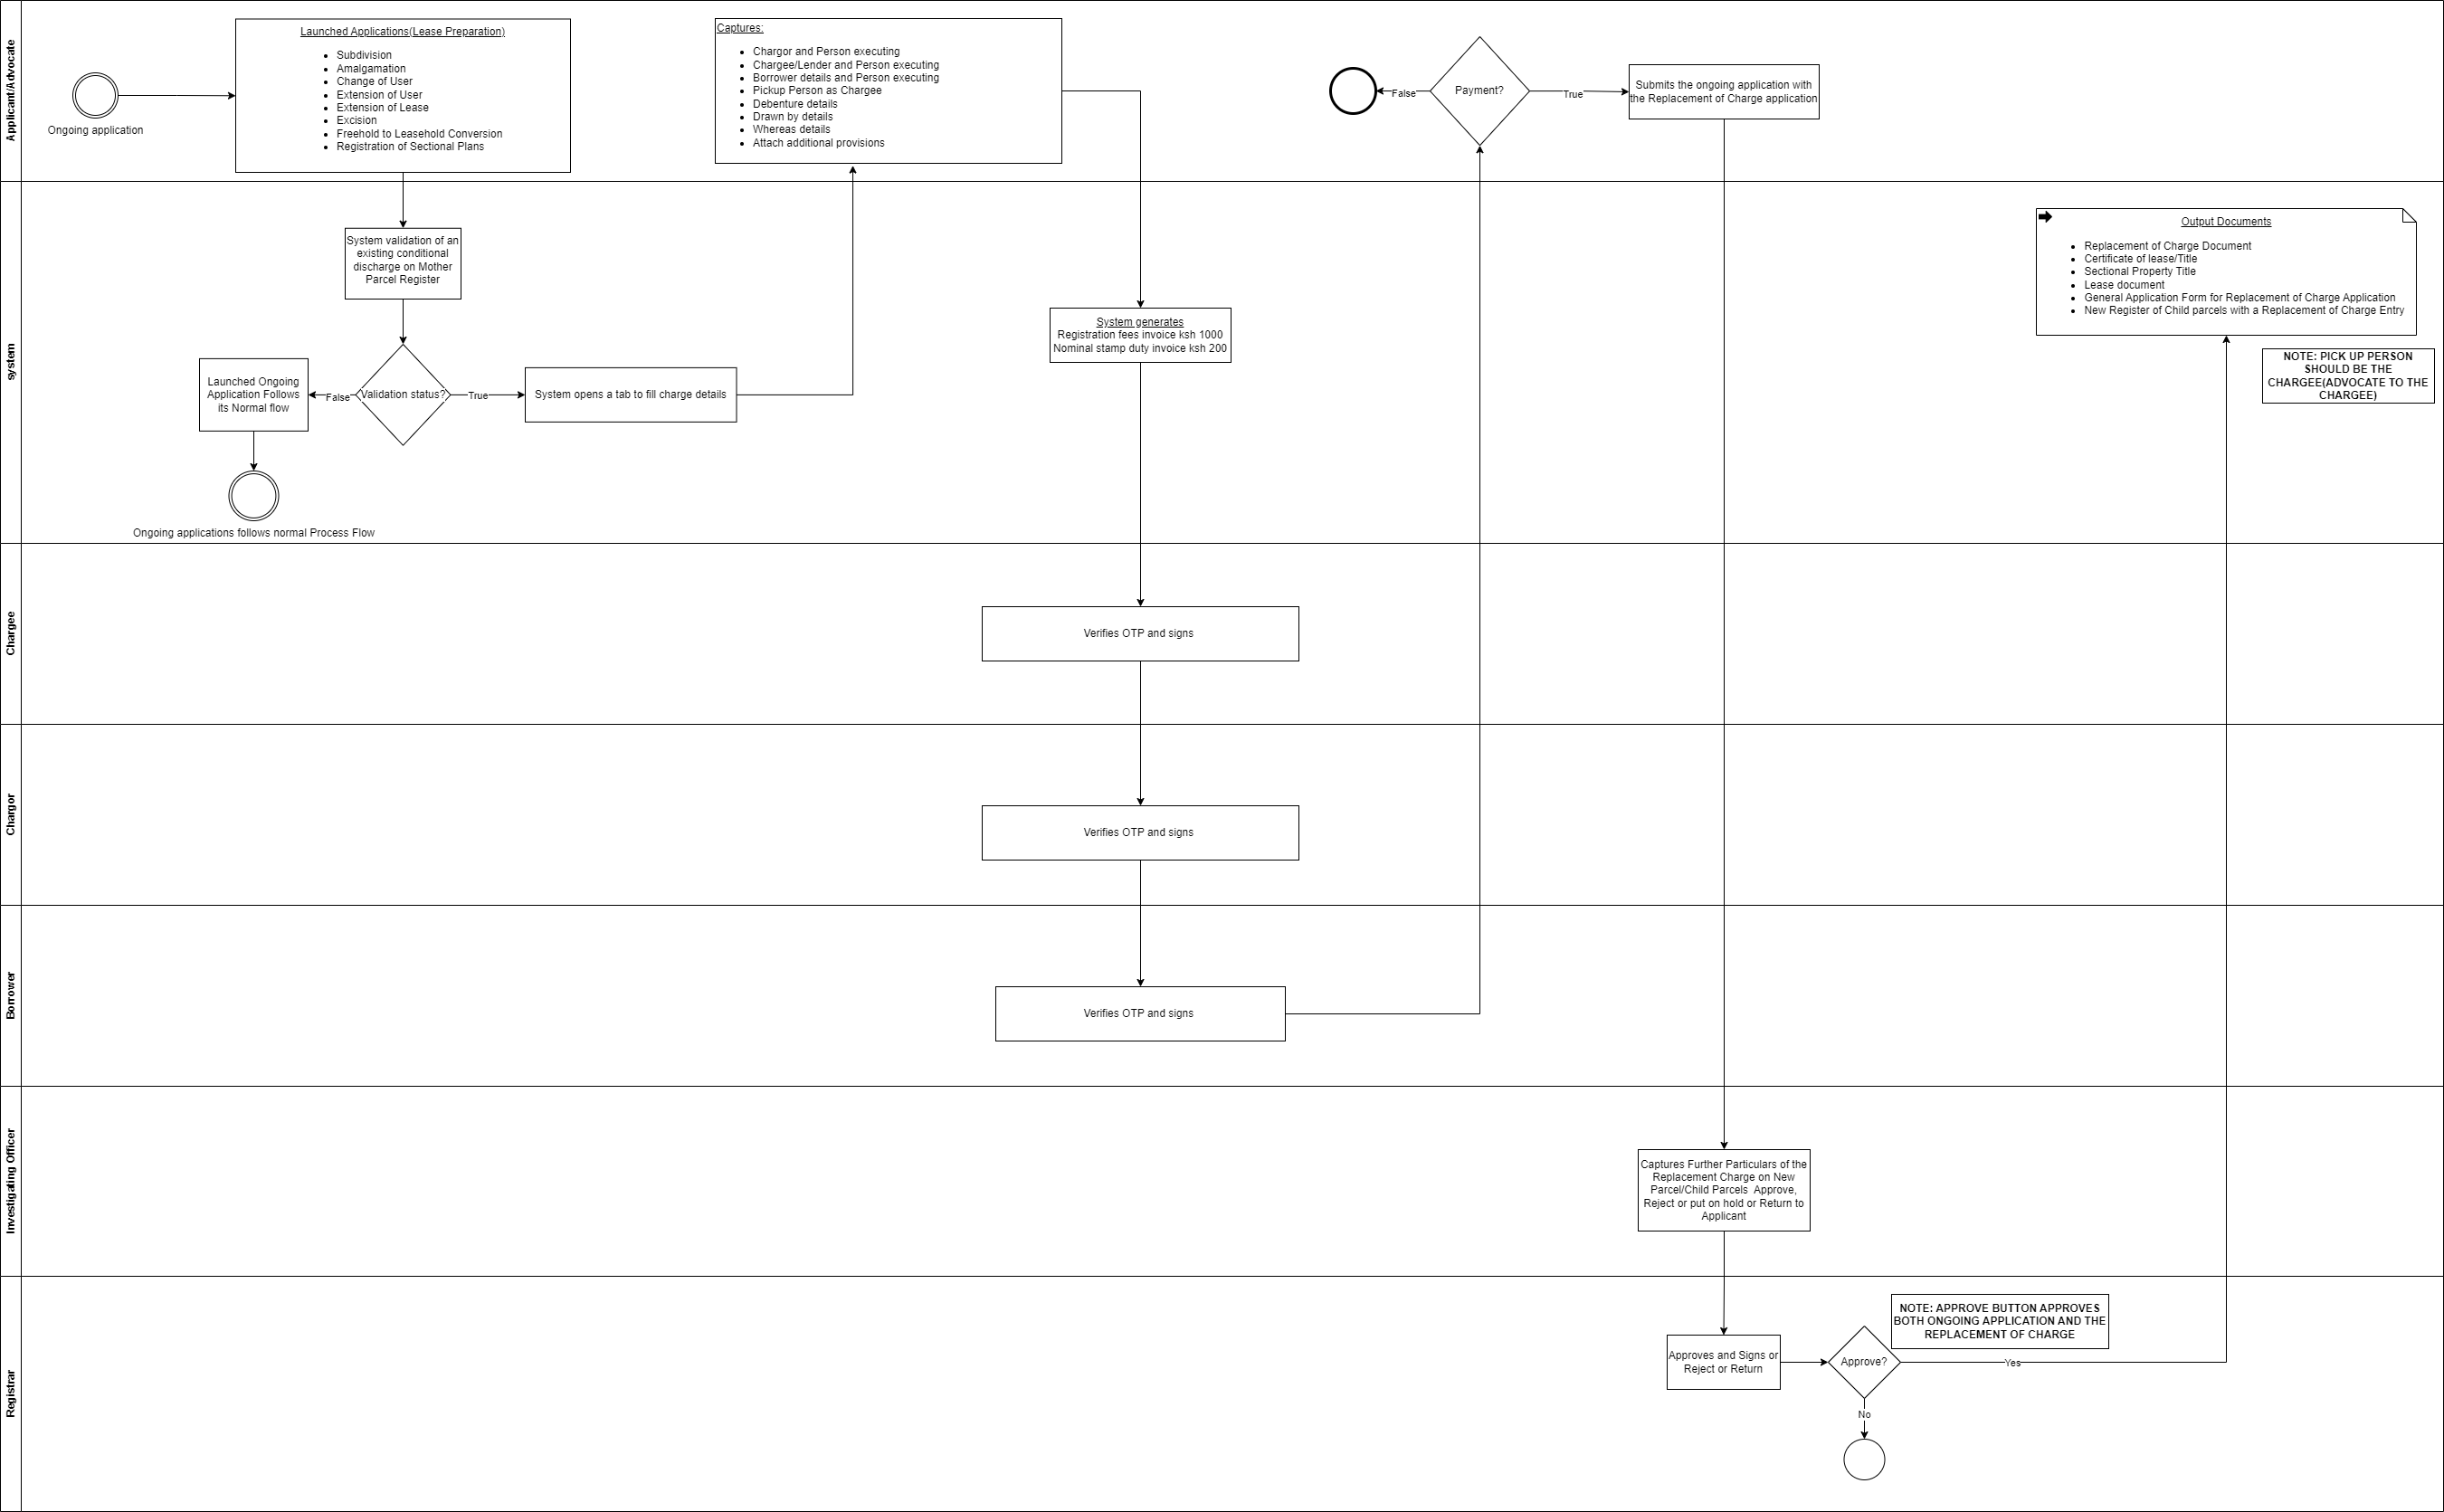 Applicant/Advocate
Ongoing application
Launched Applications(Lease Preparation)
Subdivision
Amalgamation
Change of User
Extension of User
Extension of Lease
Excision
Freehold to Leasehold Conversion
Registration of Sectional Plans
Captures:
Chargor and Person executing
Chargee/Lender and Person executing
Borrower details and Person executing
Pickup Person as Chargee
Debenture details
Drawn by details
Whereas details
Attach additional provisions
False
Payment?
True
Submits the ongoing application with
the Replacement of Charge application
system
System validation of an
existing conditional
discharge on Mother
Parcel Register
Launched Ongoing
Application Follows
its Normal flow
False
Validation status?
True
System opens a tab to fill charge details
Ongoing applications follows normal Process Flow
System generates
Registration fees invoice ksh 1000
Nominal stamp duty invoice ksh 200
Output Documents
Replacement of Charge Document
Certificate of lease/Title
Sectional Property Title
Lease document
General Application Form for Replacement of Charge Application
New Register of Child parcels with a Replacement of Charge Entry
NOTE: PICK UP PERSON
SHOULD BE THE
CHARGEE(ADVOCATE TO THE
CHARGEE)
Chargee
Verifies OTP and signs
Chargor
Verifies OTP and signs
Borrower
Verifies OTP and signs
Investigating Officer
Captures Further Particulars of the
Replacement Charge on New
Parcel/Child Parcels Approve,
Reject or put on hold or Return to
Applicant
Registrar
Approves and Signs or
Reject or Return
Approve?
NOTE: APPROVE BUTTON APPROVES
BOTH ONGOING APPLICATION AND THE
REPLACEMENT OF CHARGE
Yes
No